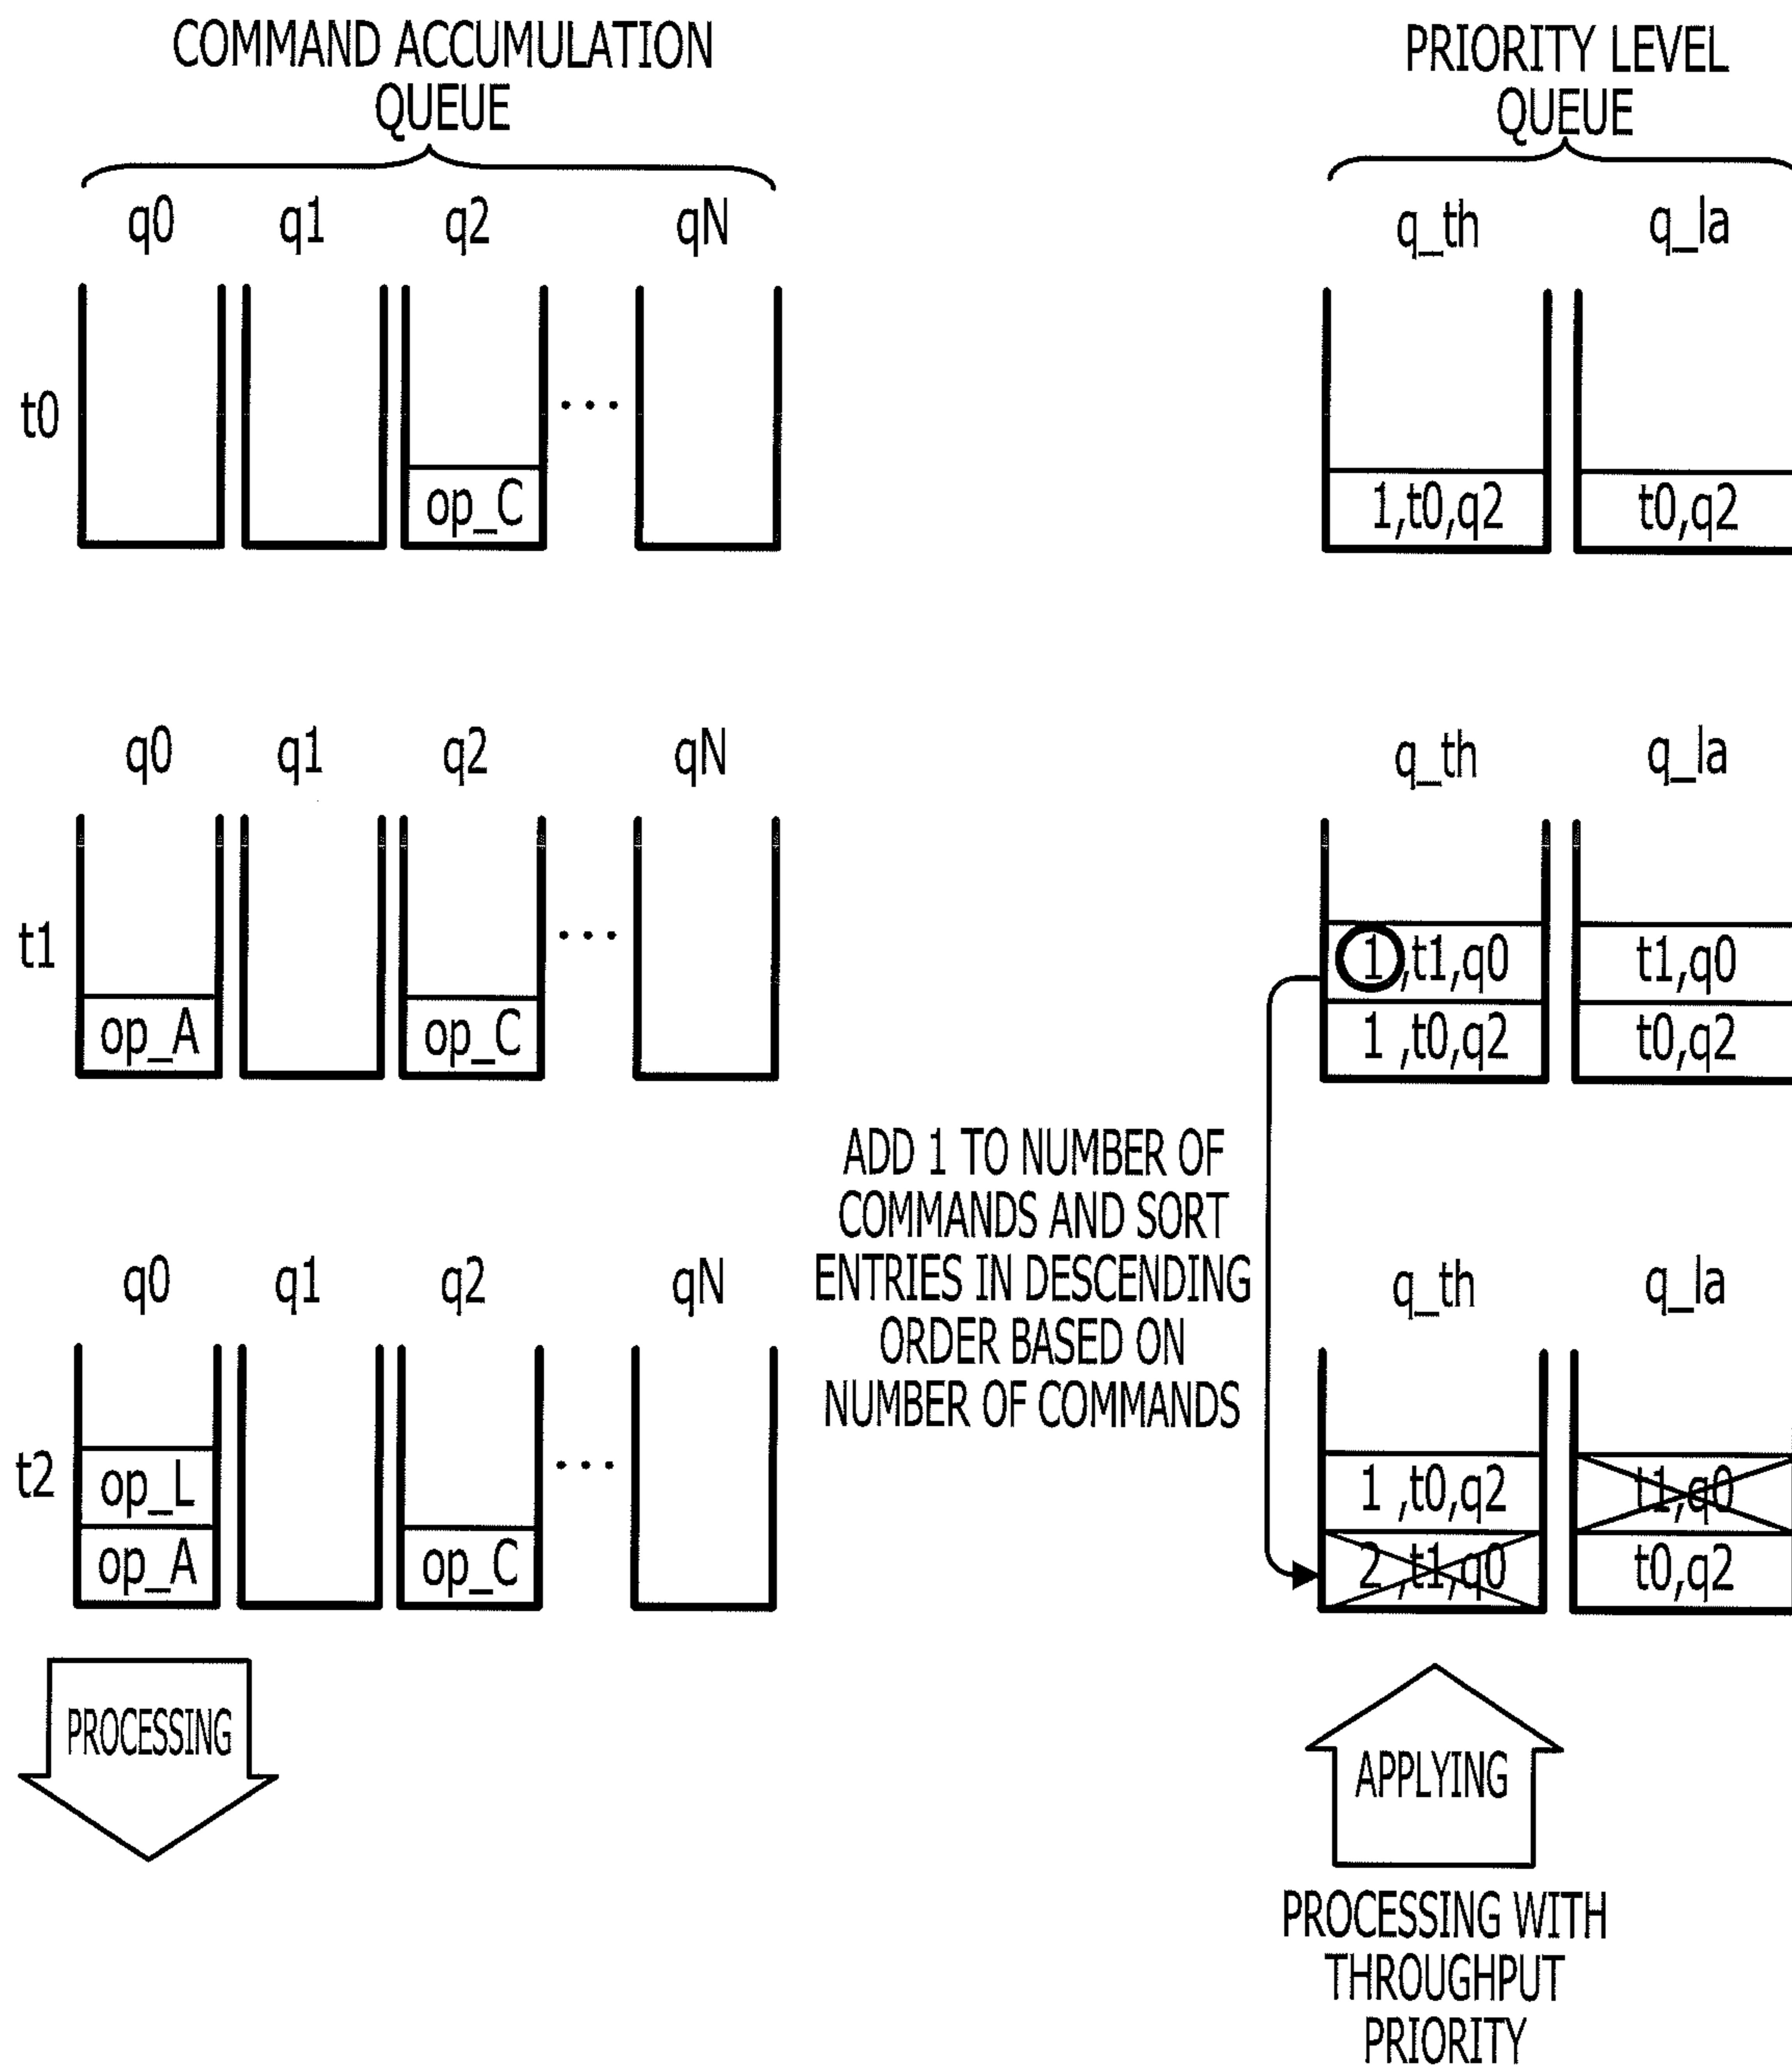 COMMAND ACCUMULATION
QUEUE
PRIORITY LEVEL
QUEUE
q0 q1 q2 qN
q_th q_la
t0
...
op_C
1,t0,q2
t0,q2
q0 q1 q2 qN
q_th q_la
t1
...
op_A
op_C
1,t1,q0
t1,q0
1,t0,q2
t0,q2
ADD 1 TO NUMBER OF
COMMANDS AND SORT
ENTRIES IN DESCENDING
ORDER BASED ON
NUMBER OF COMMANDS
q0 q1 q2 qN
q_th q_la
t2
...
op_L
op_A
op_C
1,t0,q2
t1,q0
2,t1,q0
t0,q2
PROCESSING
APPLYING
PROCESSING WITH
THROUGHPUT
PRIORITY